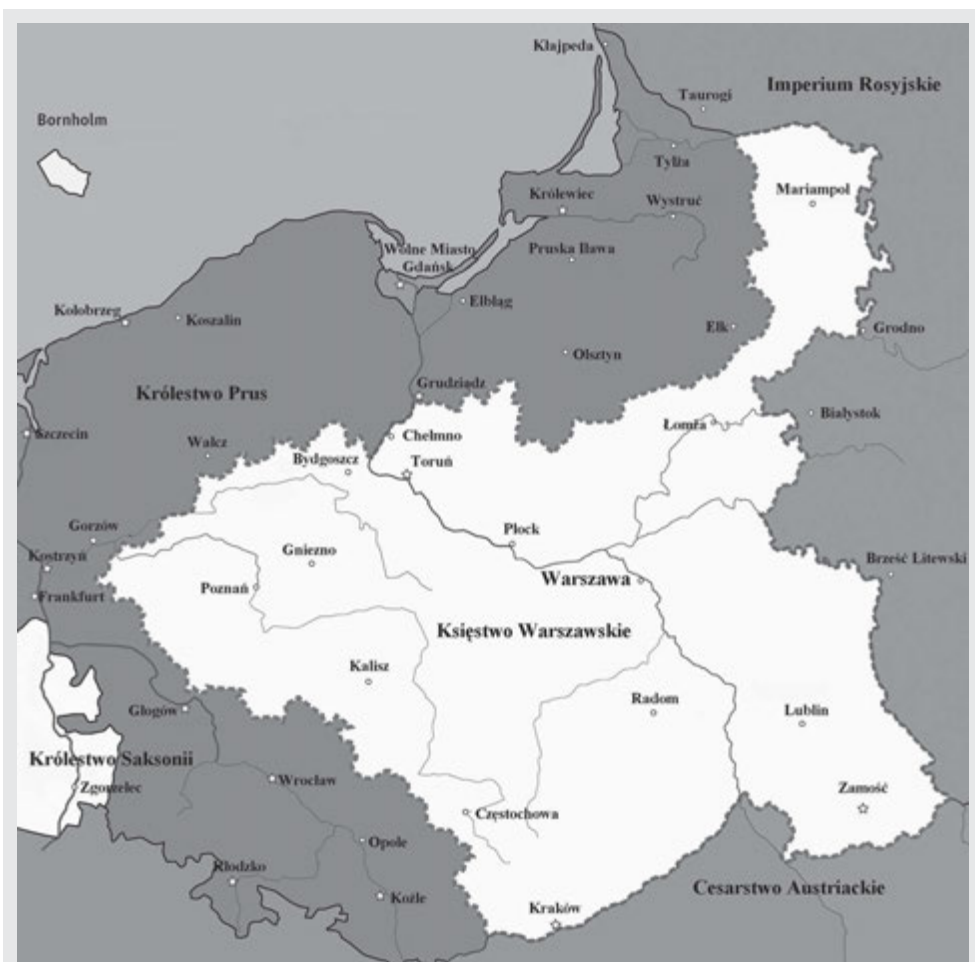 Kłajpeda
Imperium Rosyjskie
Taurogi
Bornholm
Tylża
Mariampol
Królewiec
Wystruć
Wolne Miasto
Gdańsk
Pruska Iława
Elbląg
Kołobrzeg
Koszalin
Ełk
Grodno
Olsztyn
Królestwo Prus
Grudziądz
Białystok
Szczecin
Wałcz
Chełmno
Łomża
Bydgoszcz
Toruń
Gorzów
Płock
Gniezno
Kostrzyń
Brześć Litewski
Warszawa
Poznań
Frankfurt
Księstwo Warszawskie
Kalisz
Radom
Głogów
Lublin
Królestwo Saksonii
Wrocław
Zgorzelec
Zamość
Częstochowa
Opole
Kłodzko
Cesarstwo Austriackie
Koźle
Kraków